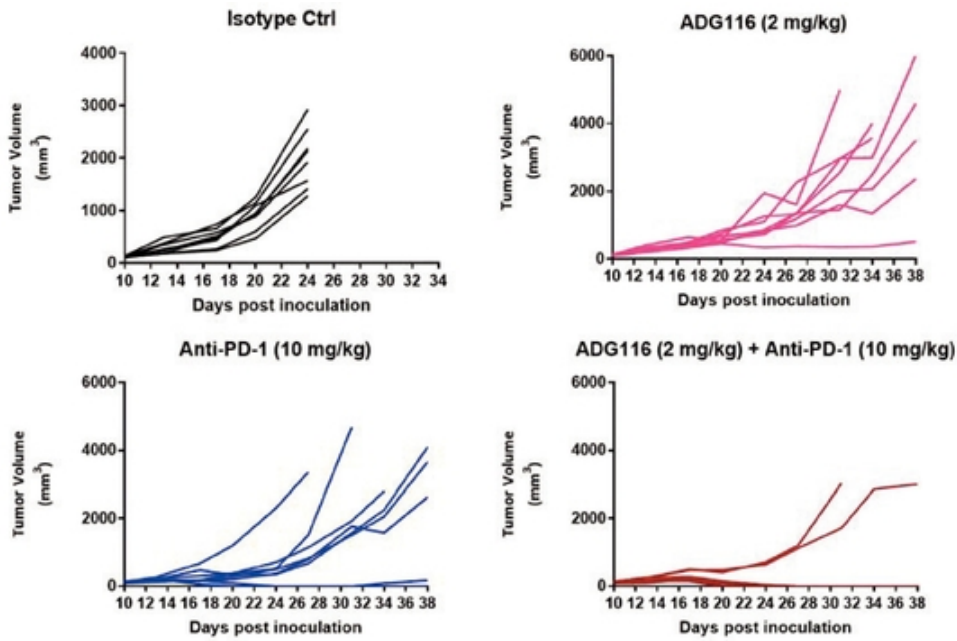 Isotype Ctrl
Tumor Volume
(mm³)
4000
3000
2000
1000
0
10 12 14 16 18 20 22 24 26 28 30 32 34
Days post inoculation
ADG116 (2 mg/kg)
Tumor Volume
(mm³)
6000
4000
2000
0
10 12 14 16 18 20 22 24 26 28 30 32 34 36 38
Days post inoculation
Anti-PD-1 (10 mg/kg)
Tumor Volume
(mm³)
6000
4000
2000
0
10 12 14 16 18 20 22 24 26 28 30 32 34 36 38
Days post inoculation
ADG116 (2 mg/kg) + Anti-PD-1 (10 mg/kg)
Tumor Volume
(mm³)
6000
4000
2000
0
10 12 14 16 18 20 22 24 26 28 30 32 34 36 38
Days post inoculation